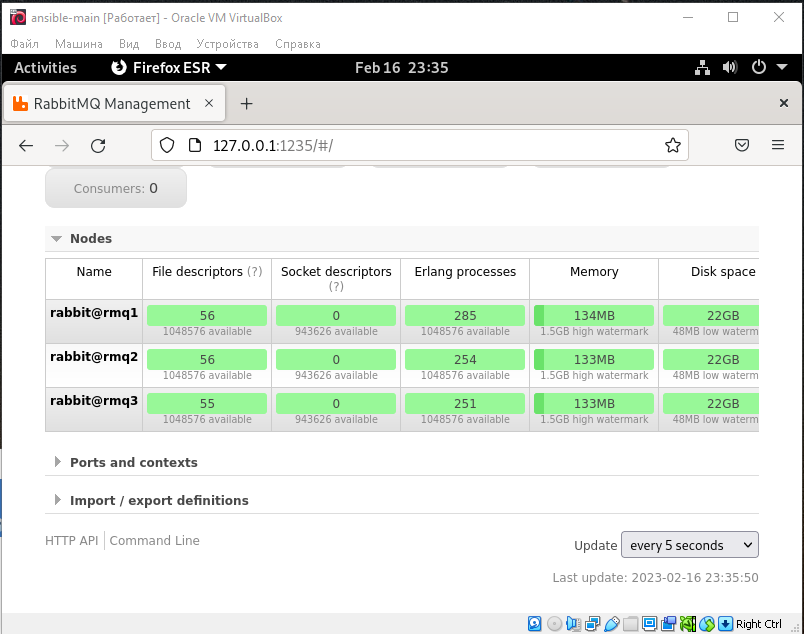 ansible-main [Работает] - Oracle VM VirtualBox
Файл Машина Вид Ввод Устройства Справка
Activities Firefox ESR Feb 16 23:35
RabbitMQ Management
127.0.0.1:1235/#/
Consumers: 0
Nodes
Name File descriptors (?) Socket descriptors (?) Erlang processes Memory Disk space
rabbit@rmq1 56 0 285 134MB 22GB
1048576 available 943626 available 1048576 available 1.5GB high watermark 48MB low waterm
rabbit@rmq2 56 0 254 133MB 22GB
1048576 available 943626 available 1048576 available 1.5GB high watermark 48MB low waterm
rabbit@rmq3 55 0 251 133MB 22GB
1048576 available 943626 available 1048576 available 1.5GB high watermark 48MB low waterm
Ports and contexts
Import / export definitions
HTTP API Command Line
Update every 5 seconds
Last update: 2023-02-16 23:35:50
Right Ctrl